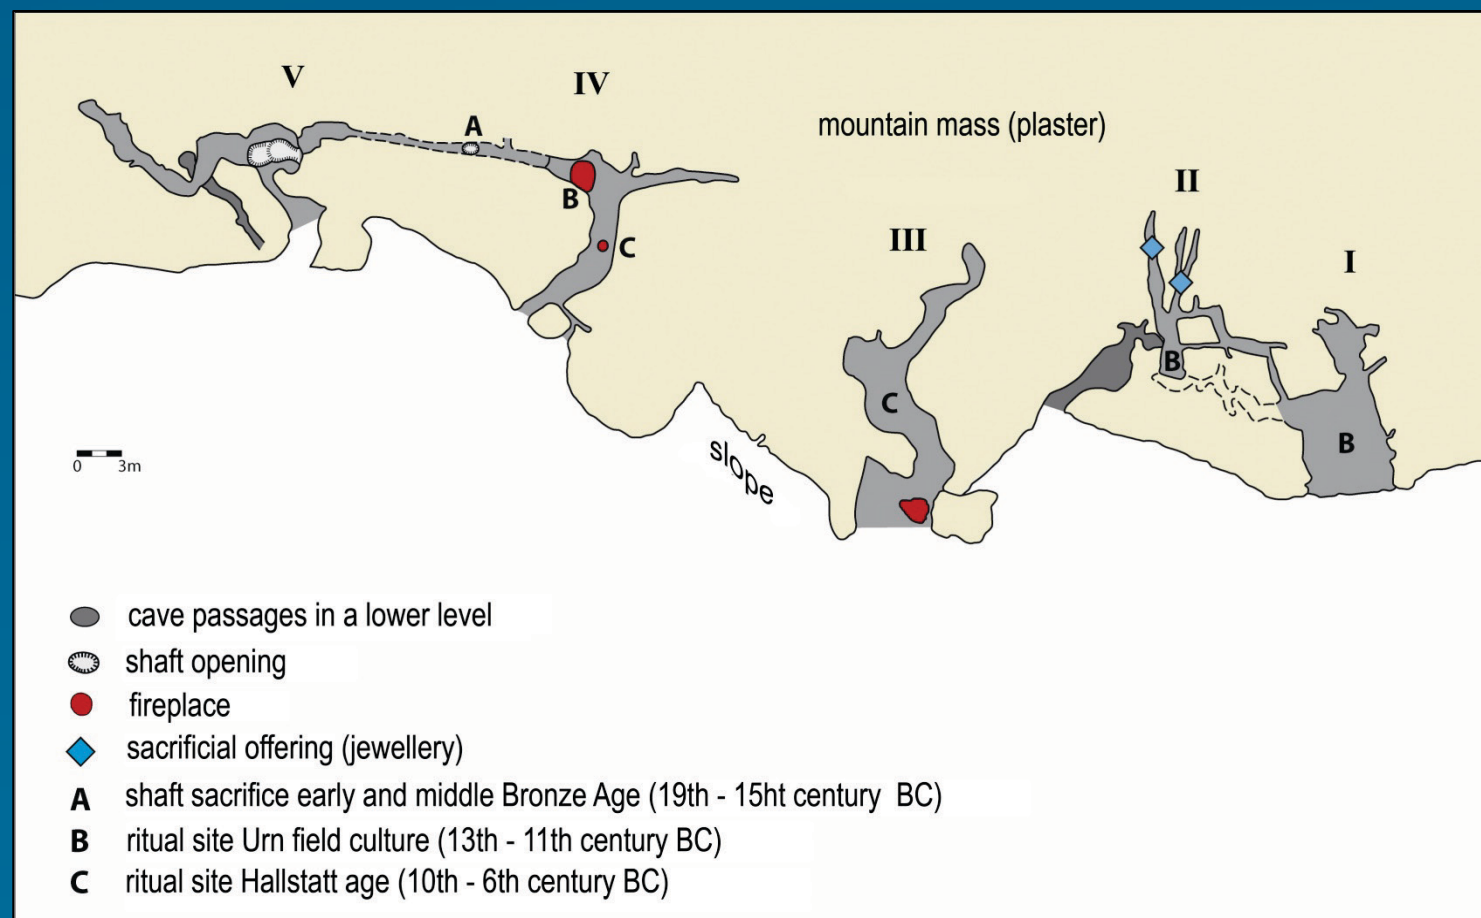 V
IV
A
mountain mass (plaster)
II
B
III
C
I
B
C
B
slope
0 3m
cave passages in a lower level
shaft opening
fireplace
sacrificial offering (jewellery)
A shaft sacrifice early and middle Bronze Age (19th - 15ht century BC)
B ritual site Urn field culture (13th - 11th century BC)
C ritual site Hallstatt age (10th - 6th century BC)